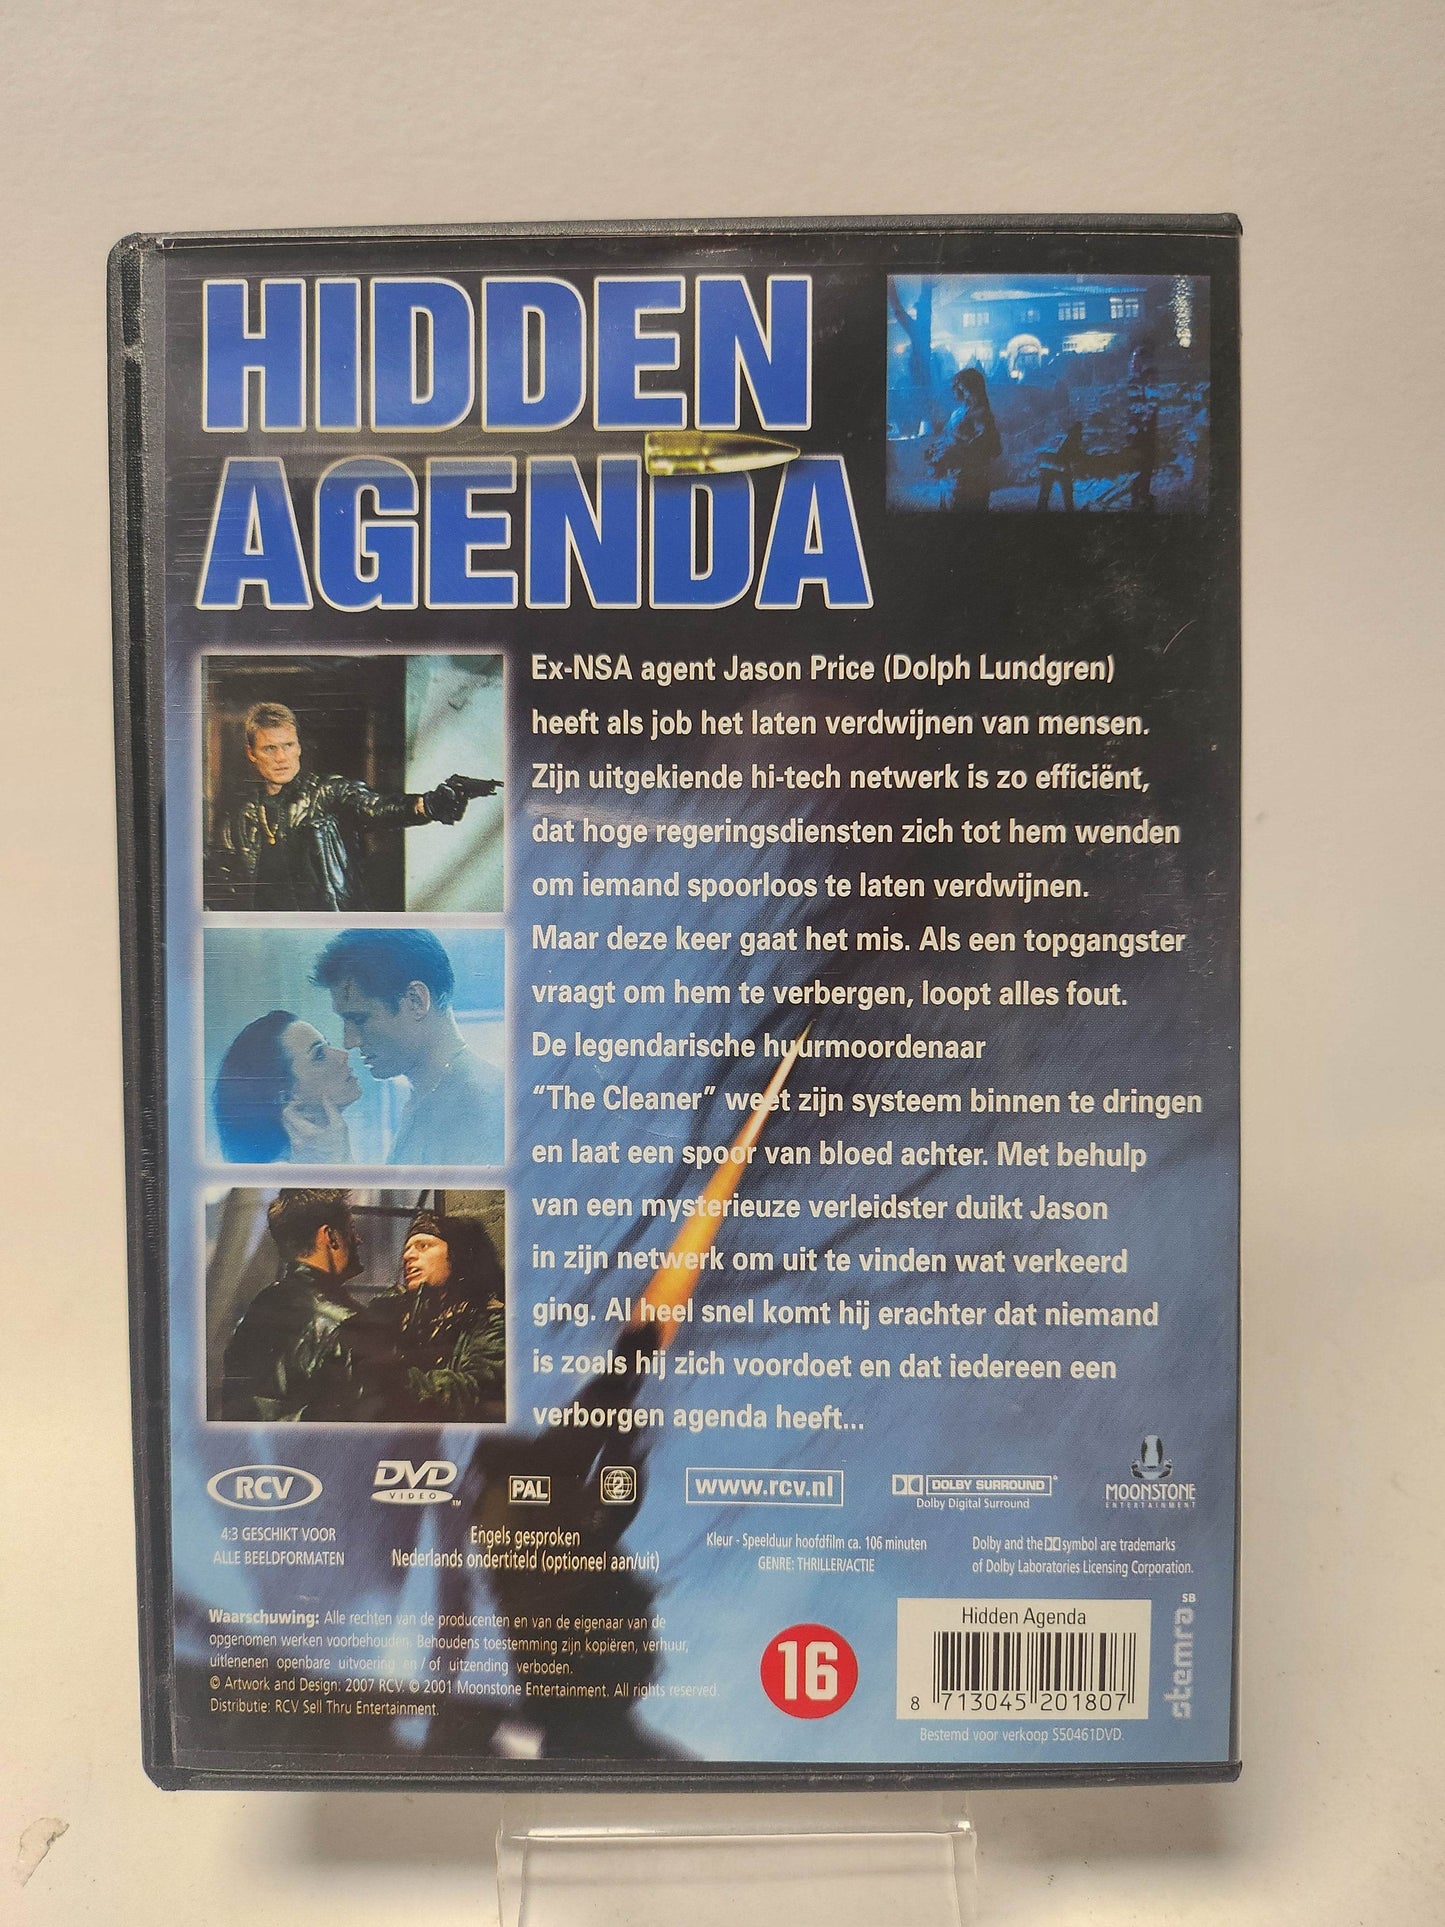 HIDDEN
AGENDA
Ex-NSA agent Jason Price (Dolph Lundgren)
heeft als job het laten verdwijnen van mensen.
Zijn uitgekiende hi-tech netwerk is zo efficiënt,
dat hoge regeringsdiensten zich tot hem wenden
om iemand spoorloos te laten verdwijnen.
Maar deze keer gaat het mis. Als een topgangster
vraagt om hem te verbergen, loopt alles fout.
De legendarische huurmoordenaar
“The Cleaner” weet zijn systeem binnen te dringen
en laat een spoor van bloed achter. Met behulp
van een mysterieuze verleidster duikt Jason
in zijn netwerk om uit te vinden wat verkeerd
ging. Al heel snel komt hij erachter dat niemand
is zoals hij zich voordoet en dat iedereen een
verborgen agenda heeft...
RCV
DVD
VIDEO
TM
PAL
2
www.rcv.nl
DOLBY SURROUND
Dolby Digital Surround
MOONSTONE
ENTERTAINMENT
4:3 GESCHIKT VOOR
ALLE BEELDFORMATEN
Engels gesproken
Nederlands ondertiteld (optioneel aan/uit)
Kleur - Speelduur hoofdfilm ca. 106 minuten
GENRE: THRILLER/ACTIE
Dolby and the symbol are trademarks
of Dolby Laboratories Licensing Corporation.
Waarschuwing: Alle rechten van de producenten en van de eigenaar van de
opgenomen werken voorbehouden. Behoudens toestemming zijn kopiëren, verhuur,
uitlenenen openbare uitvoering en/of uitzending verboden.
© Artwork and Design: 2007 RCV. © 2001 Moonstone Entertainment. All rights reserved.
Distributie: RCV Sell Thru Entertainment.
16
Hidden Agenda
8 713045 201807
Bestemd voor verkoop S50461DVD.
SB
stemra